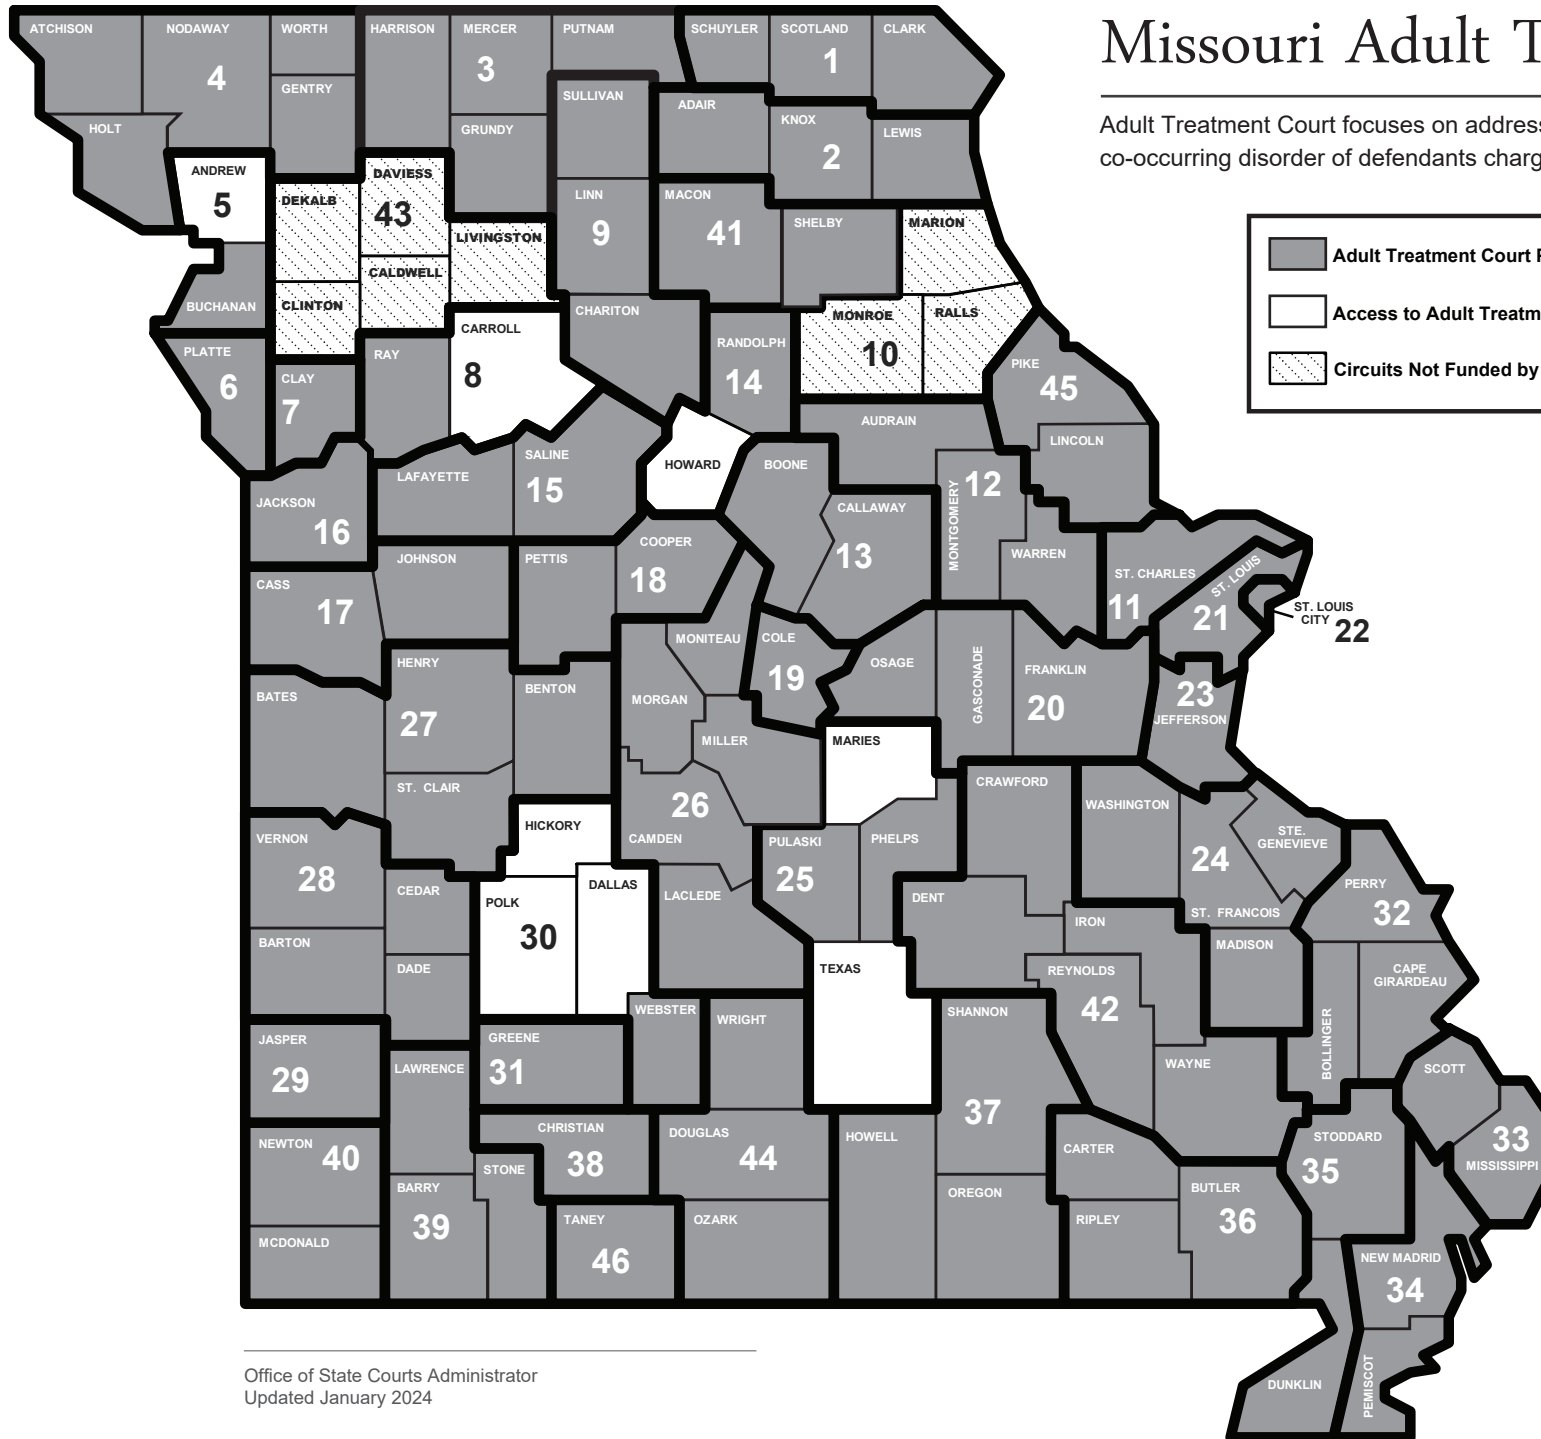 Missouri Adult T
Adult Treatment Court focuses on address
co-occurring disorder of defendants charg
Adult Treatment Court
Access to Adult Treatm
Circuits Not Funded by
ATCHISON
NODAWAY
4
WORTH
GENTRY
HOLT
HARRISON
MERCER
3
PUTNAM
GRUNDY
SCHUYLER
SCOTLAND
1
CLARK
SULLIVAN
ADAIR
KNOX
2
LEWIS
ANDREW
5
DEKALB
DAVIESS
43
LIVINGSTON
CALDWELL
CLINTON
LINN
9
MACON
41
SHELBY
MARION
BUCHANAN
CHARITON
MONROE
10
RALLS
PLATTE
6
CLAY
7
RAY
CARROLL
8
RANDOLPH
14
PIKE
45
LINCOLN
AUDRAIN
JACKSON
16
LAFAYETTE
SALINE
15
HOWARD
BOONE
CALLAWAY
13
MONTGOMERY
12
WARREN
ST. CHARLES
11
ST. LOUIS
21
ST. LOUIS
CITY 22
CASS
17
JOHNSON
PETTIS
COOPER
18
MONITEAU
COLE
19
OSAGE
GASCONADE
FRANKLIN
20
23
JEFFERSON
BATES
HENRY
27
BENTON
MORGAN
MILLER
MARIES
ST. CLAIR
HICKORY
26
CAMDEN
PULASKI
25
PHELPS
CRAWFORD
WASHINGTON
24
STE.
GENEVIEVE
ST. FRANCOIS
PERRY
32
VERNON
28
CEDAR
POLK
30
DALLAS
LACLEDE
DENT
IRON
MADISON
BARTON
DADE
TEXAS
REYNOLDS
42
CAPE
GIRARDEAU
BOLLINGER
JASPER
29
LAWRENCE
GREENE
31
WEBSTER
WRIGHT
SHANNON
37
WAYNE
SCOTT
NEWTON
40
CHRISTIAN
38
DOUGLAS
44
HOWELL
CARTER
STODDARD
35
33
MISSISSIPPI
MCDONALD
BARRY
39
STONE
TANEY
46
OZARK
OREGON
RIPLEY
BUTLER
36
NEW MADRID
34
DUNKLIN
PEMISCOT
Office of State Courts Administrator
Updated January 2024